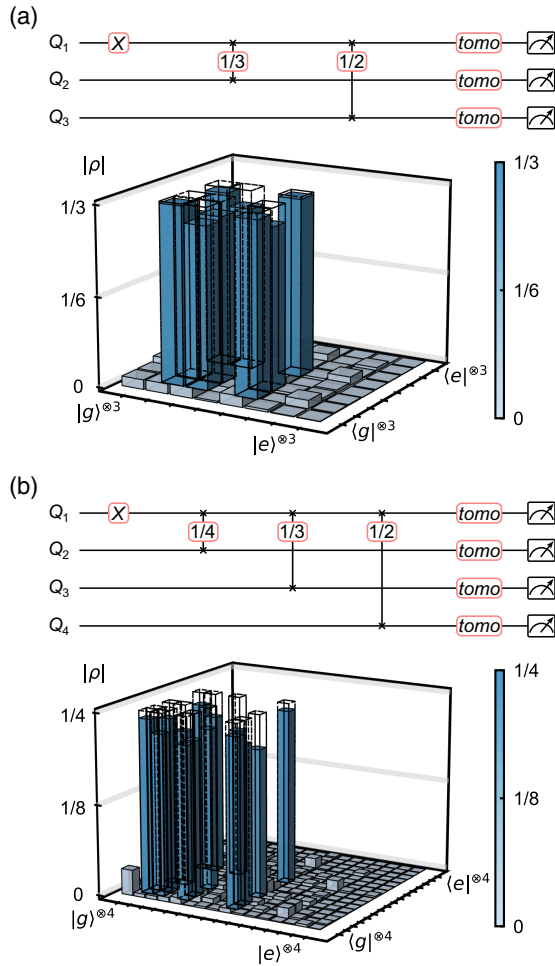 (a)
Q₁ X 1/3 1/2 tomo
Q₂ tomo
Q₃ tomo
|ρ|
1/3
1/6
0
|g⟩⊗3
|e⟩⊗3
⟨g|⊗3
⟨e|⊗3
1/3
1/6
0
(b)
Q₁ X 1/4 1/3 1/2 tomo
Q₂ tomo
Q₃ tomo
Q₄ tomo
|ρ|
1/4
1/8
0
|g⟩⊗4
|e⟩⊗4
⟨g|⊗4
⟨e|⊗4
1/4
1/8
0